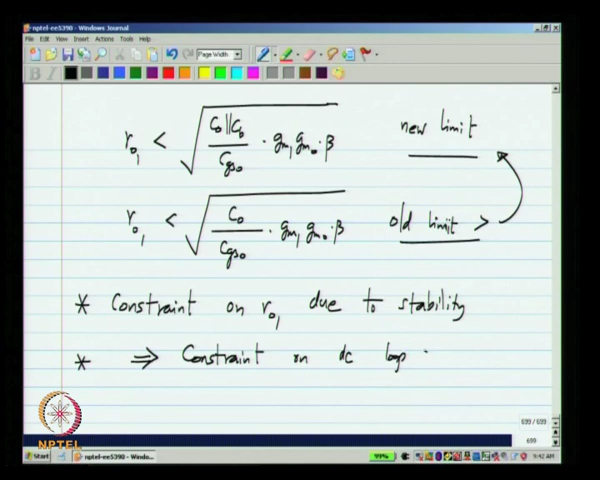 nptel-ee5390 - Windows Journal
File Edit View Insert Actions Tools Help
Page Width
r₀₁ < √(C₀||C_b / C_gs₀ · g_m₁ g_m₀ · β) new limit
r₀₁ < √(C₀ / C_gs₀ · g_m₁ g_m₀ · β) old limit >
* Constraint on r₀₁ due to stability
* ⇒ Constraint on dc loop
NPTEL
699 / 699
699
Start nptel-ee5390 - Windo... 99% 9:42 AM